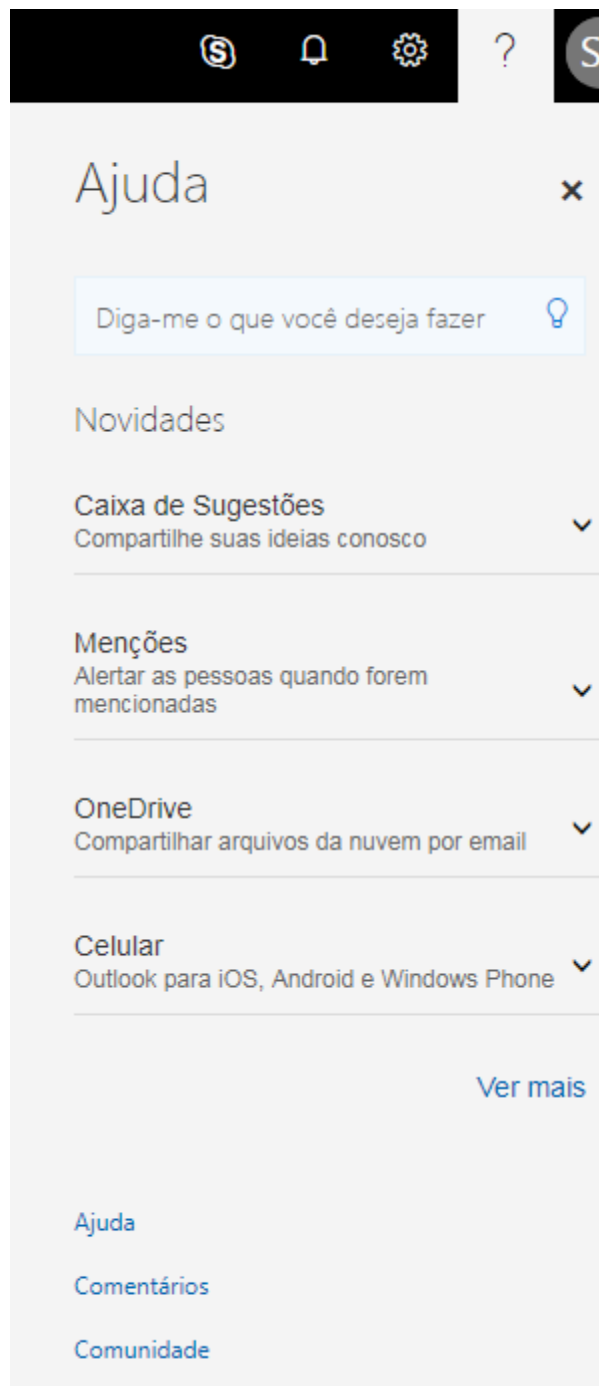 ?
S
Ajuda
Diga-me o que você deseja fazer
Novidades
Caixa de Sugestões
Compartilhe suas ideias conosco
Menções
Alertar as pessoas quando forem
mencionadas
OneDrive
Compartilhar arquivos da nuvem por email
Celular
Outlook para iOS, Android e Windows Phone
Ver mais
Ajuda
Comentários
Comunidade